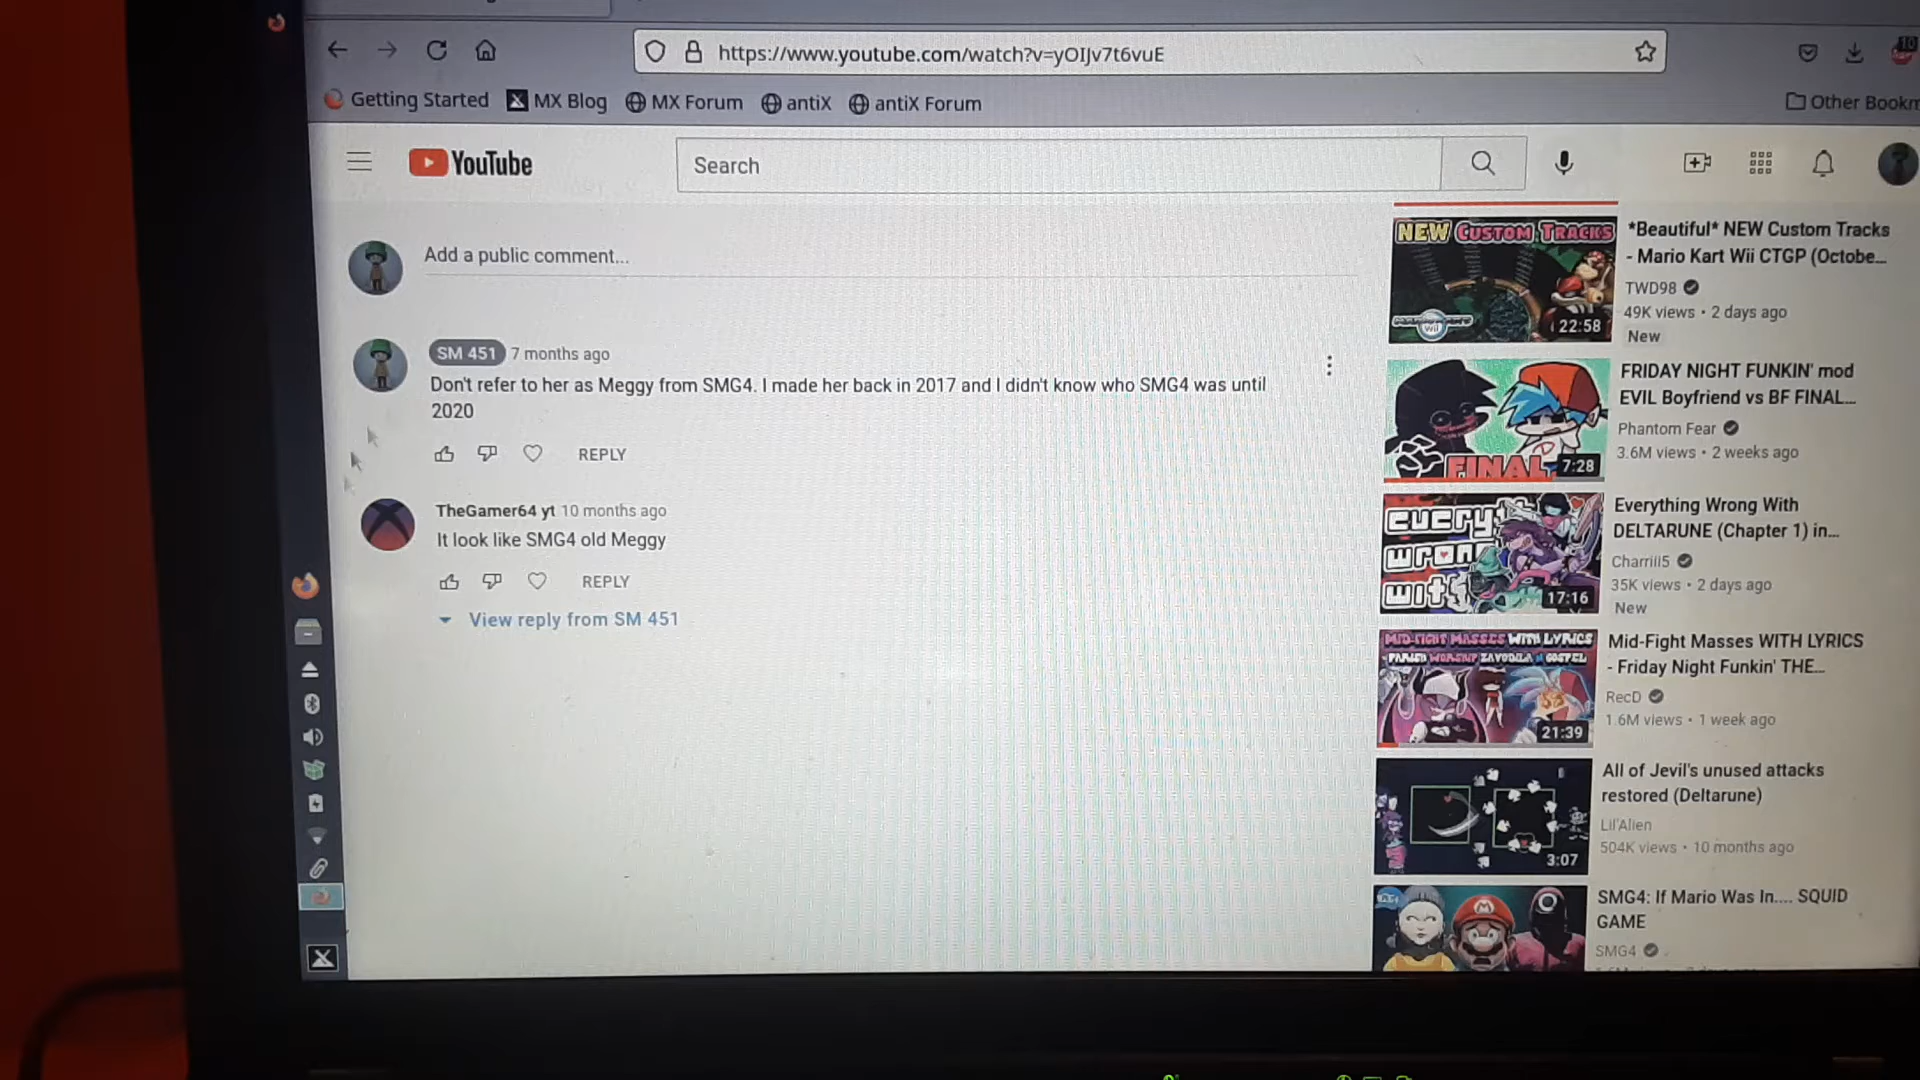 https://www.youtube.com/watch?v=yOIJv7t6vuE
10
Getting Started
MX Blog
MX Forum
antiX
antiX Forum
Other Bookm
YouTube
Search
Add a public comment...
SM 451 7 months ago
Don't refer to her as Meggy from SMG4. I made her back in 2017 and I didn't know who SMG4 was until
2020
REPLY
TheGamer64 yt 10 months ago
It look like SMG4 old Meggy
REPLY
View reply from SM 451
NEW CUSTOM TRACKS
Wii
22:58
*Beautiful* NEW Custom Tracks
- Mario Kart Wii CTGP (Octobe...
TWD98
49K views • 2 days ago
New
FINAL
7:28
FRIDAY NIGHT FUNKIN' mod
EVIL Boyfriend vs BF FINAL...
Phantom Fear
3.6M views • 2 weeks ago
17:16
Everything Wrong With
DELTARUNE (Chapter 1) in...
Charriii5
35K views • 2 days ago
New
MID-FIGHT MASSES WITH LYRICS
21:39
Mid-Fight Masses WITH LYRICS
- Friday Night Funkin' THE...
RecD
1.6M views • 1 week ago
3:07
All of Jevil's unused attacks
restored (Deltarune)
Lil'Alien
504K views • 10 months ago
SMG4: If Mario Was In.... SQUID
GAME
SMG4